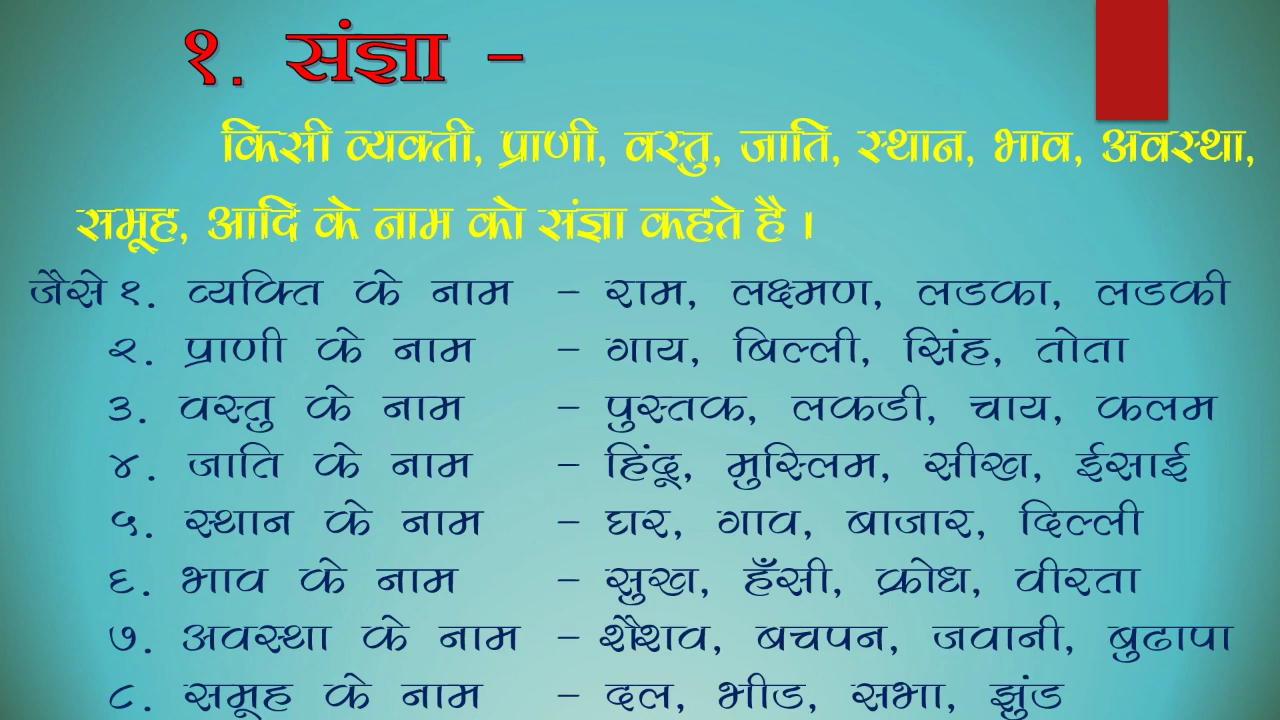 १. संज्ञा -
किसी व्यक्ती, प्राणी, वस्तु, जाति, स्थान, भाव, अवस्था,
समूह, आदि के नाम को संज्ञा कहते है ।
जैसे १. व्यक्ति के नाम - राम, लक्ष्मण, लडका, लडकी
२. प्राणी के नाम - गाय, बिल्ली, सिंह, तोता
३. वस्तु के नाम - पुस्तक, लकडी, चाय, कलम
४. जाति के नाम - हिंदू, मुस्लिम, सीख, ईसाई
५. स्थान के नाम - घर, गाव, बाजार, दिल्ली
६. भाव के नाम - सुख, हँसी, क्रोध, वीरता
७. अवस्था के नाम - शैशव, बचपन, जवानी, बुढापा
८. समूह के नाम - दल, भीड, सभा, झुंड